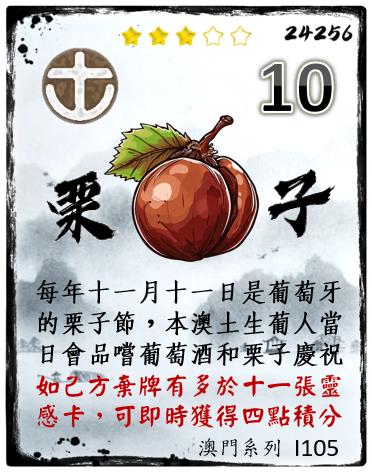 24256
土
10
栗 子
每年十一月十一日是葡萄牙
的栗子節，本澳土生葡人當
日會品嚐葡萄酒和栗子慶祝
如己方棄牌有多於十一張靈
感卡，可即時獲得四點積分
澳門系列 I105